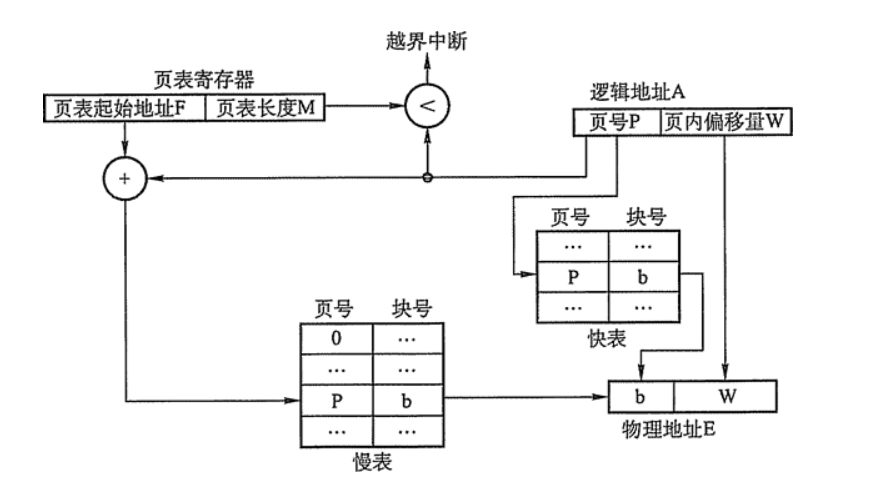 越界中断
页表寄存器
页表起始地址F 页表长度M
<
逻辑地址A
页号P 页内偏移量W
+
页号 块号
… …
P b
… …
快表
页号 块号
0 …
… …
P b
… …
慢表
b W
物理地址E